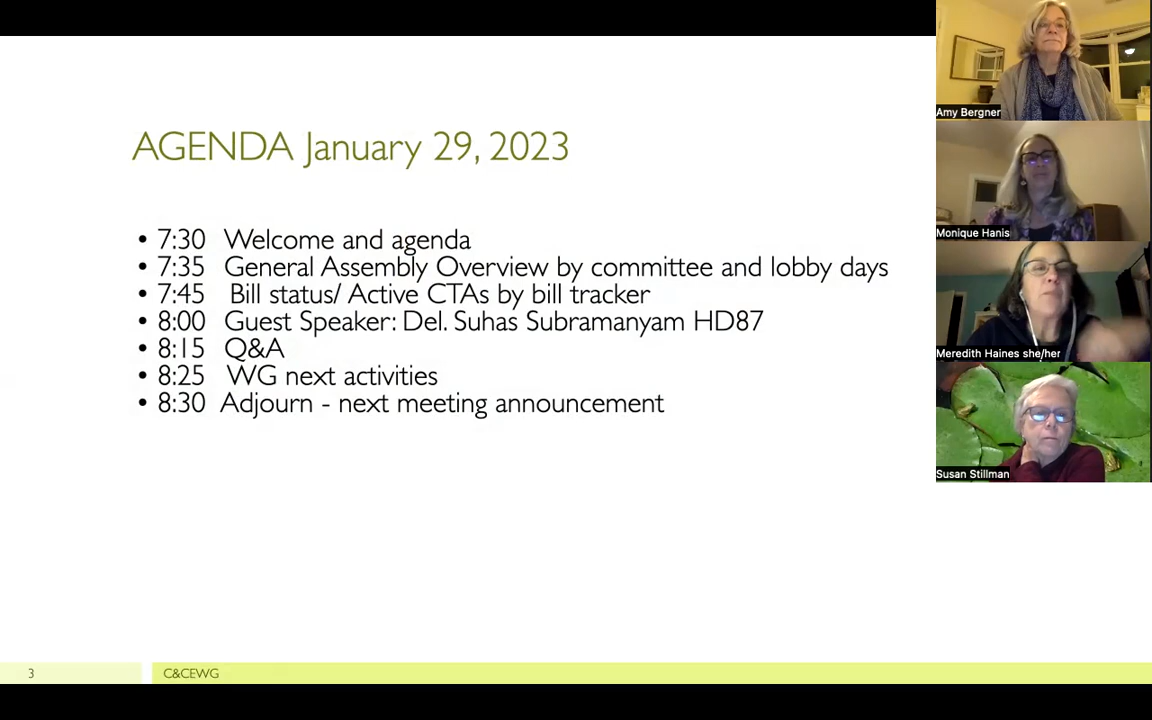 AGENDA January 29, 2023
• 7:30 Welcome and agenda
• 7:35 General Assembly Overview by committee and lobby days
• 7:45 Bill status/ Active CTAs by bill tracker
• 8:00 Guest Speaker: Del. Suhas Subramanyam HD87
• 8:15 Q&A
• 8:25 WG next activities
• 8:30 Adjourn - next meeting announcement
3 C&CEWG
Amy Bergner
Monique Hanis
Meredith Haines she/her
Susan Stillman